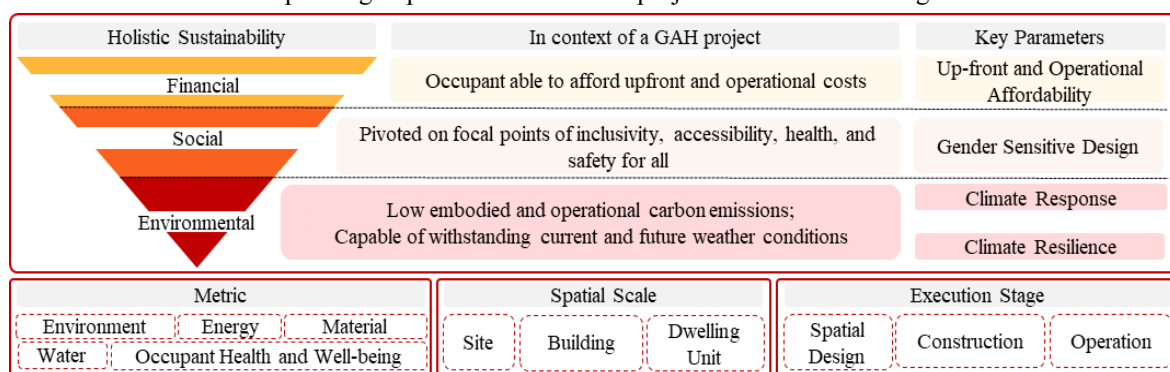 Holistic Sustainability
In context of a GAH project
Key Parameters
Financial
Occupant able to afford upfront and operational costs
Up-front and Operational
Affordability
Social
Pivoted on focal points of inclusivity, accessibility, health, and
safety for all
Gender Sensitive Design
Environmental
Low embodied and operational carbon emissions;
Capable of withstanding current and future weather conditions
Climate Response
Climate Resilience
Metric
Environment
Energy
Material
Water
Occupant Health and Well-being
Spatial Scale
Site
Building
Dwelling
Unit
Execution Stage
Spatial
Design
Construction
Operation